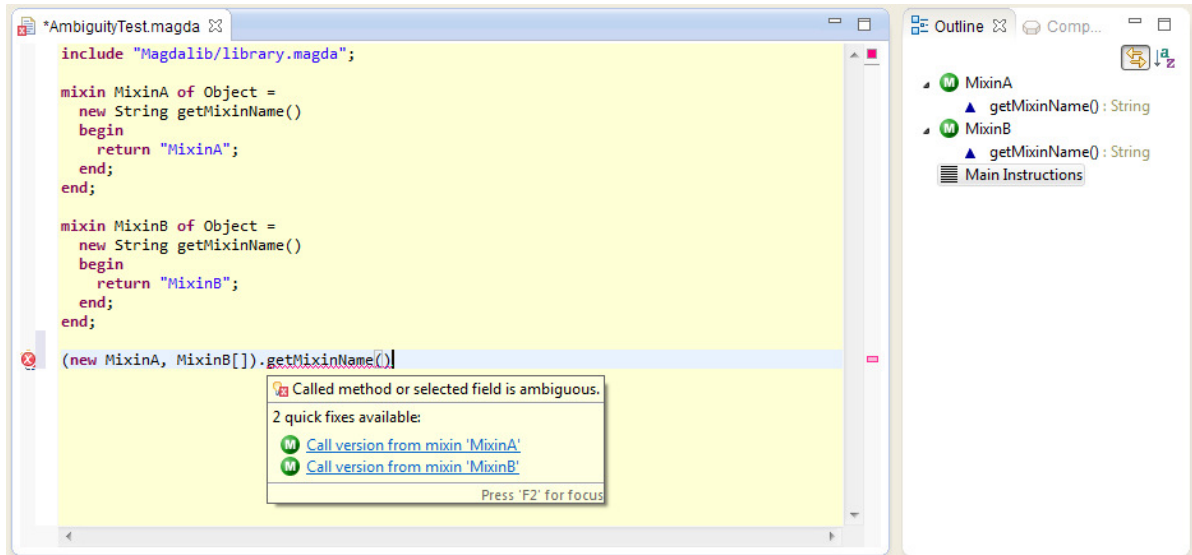 *AmbiguityTest.magda
include "Magdalib/library.magda";
mixin MixinA of Object =
new String getMixinName()
begin
return "MixinA";
end;
end;
mixin MixinB of Object =
new String getMixinName()
begin
return "MixinB";
end;
end;
(new MixinA, MixinB[]).getMixinName()
Called method or selected field is ambiguous.
2 quick fixes available:
M Call version from mixin 'MixinA'
M Call version from mixin 'MixinB'
Press 'F2' for focus
Outline Comp...
a z
M MixinA
getMixinName() : String
M MixinB
getMixinName() : String
Main Instructions